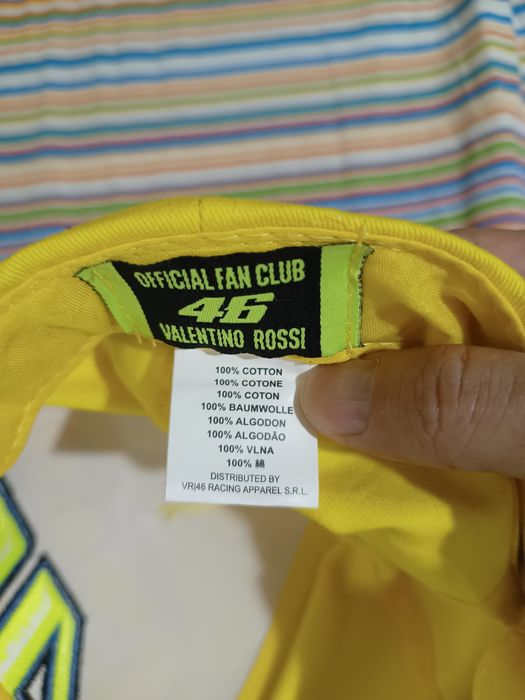 OFFICIAL FAN CLUB
46
VALENTINO ROSSI
100% COTTON
100% COTONE
100% COTON
100% BAUMWOLLE
100% ALGODON
100% ALGODÃO
100% VLNA
100% 綿
DISTRIBUTED BY
VR|46 RACING APPAREL S.R.L.